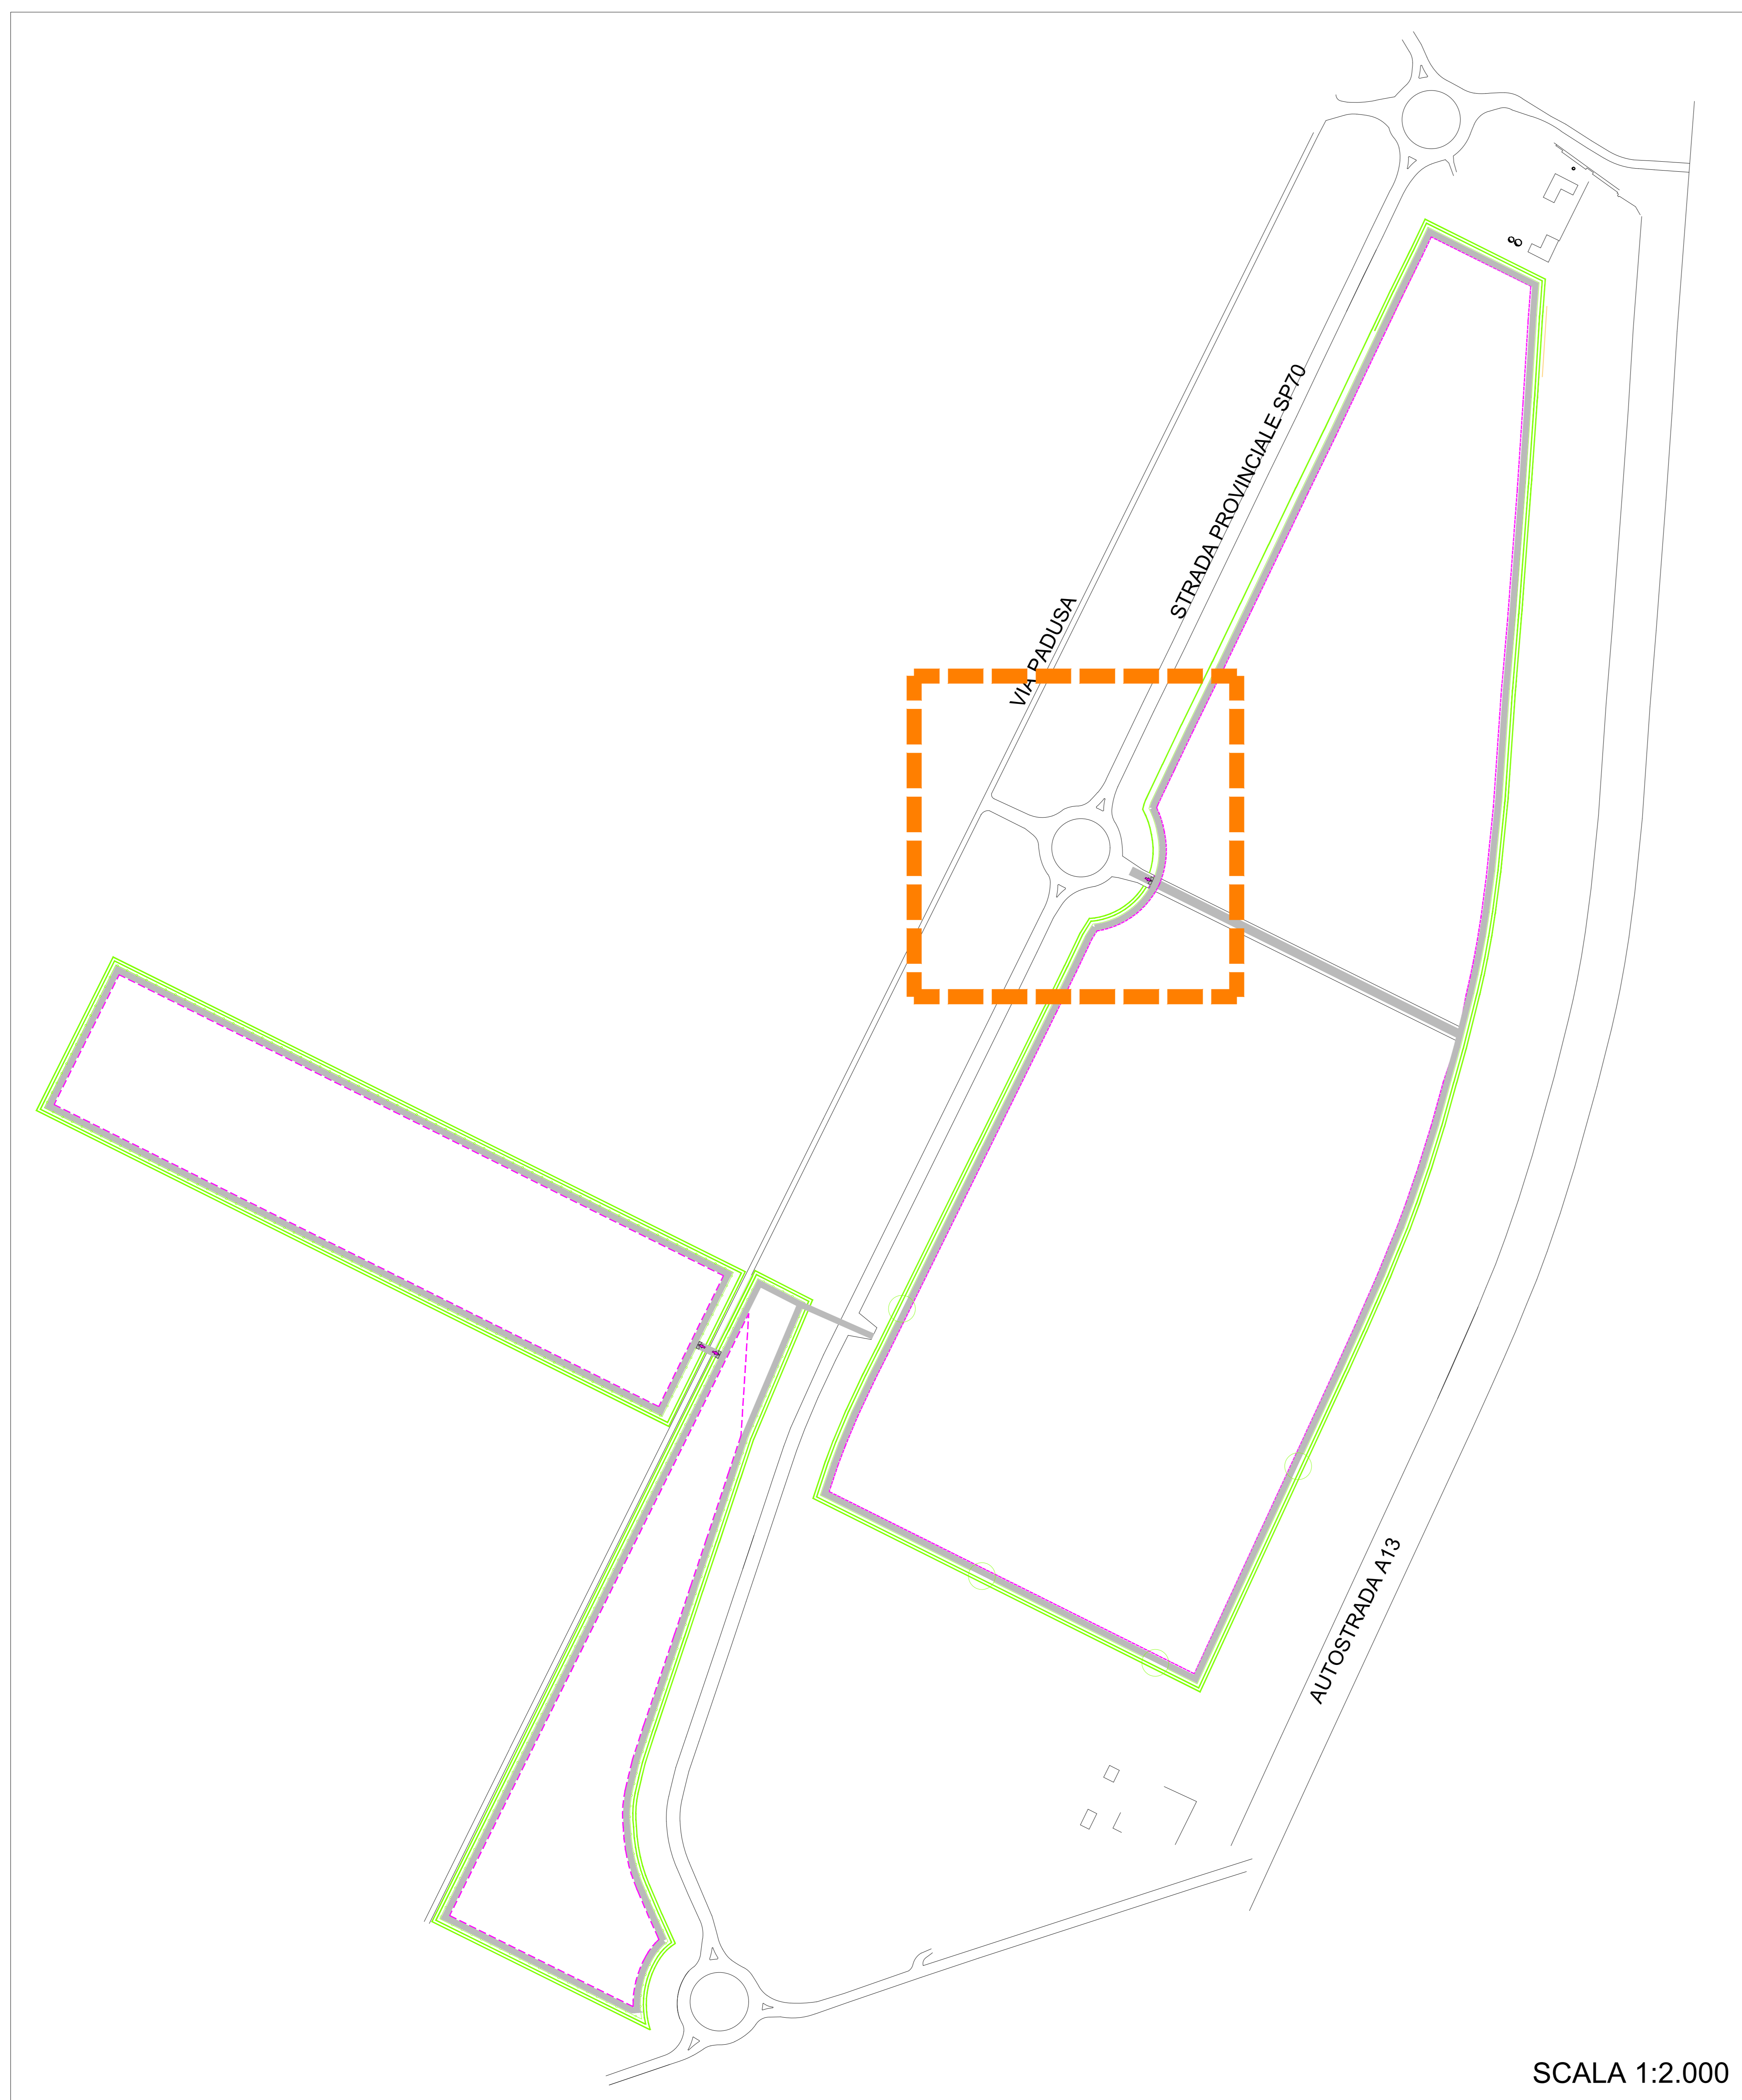 STRADA PROVINCIALE SP70
VIA PADUSA
AUTOSTRADA A13
SCALA 1:2.000